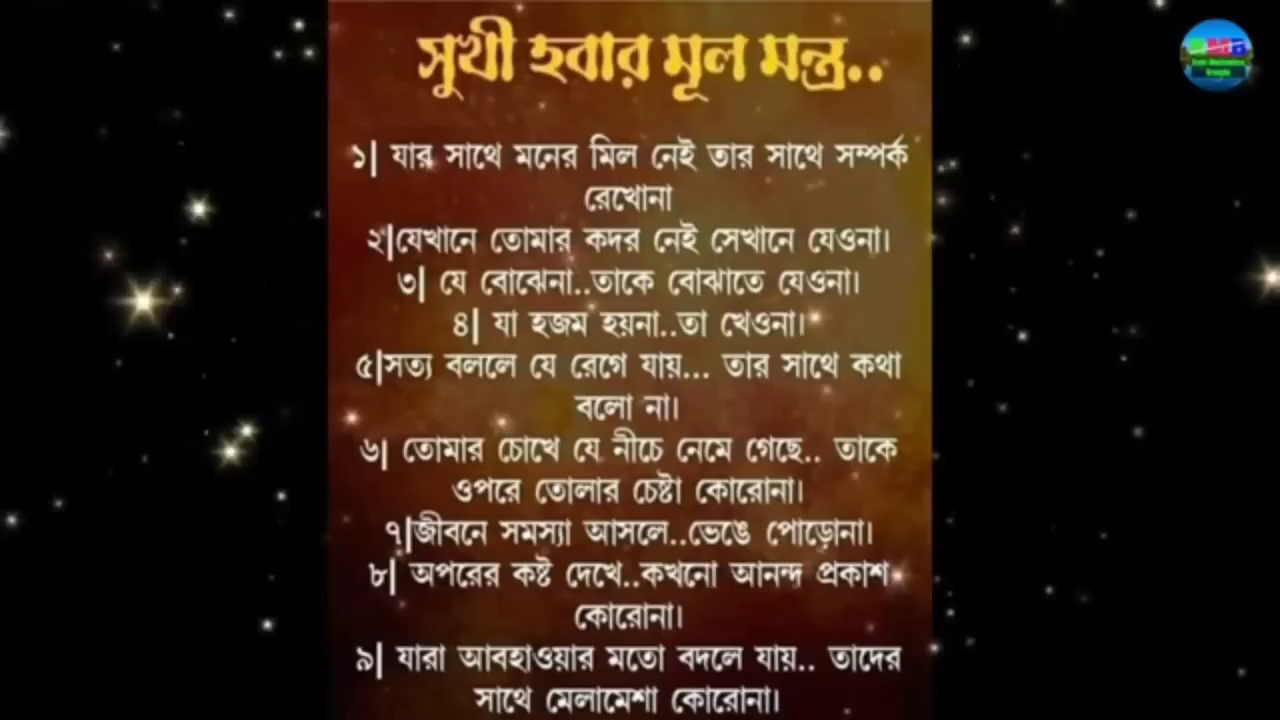 সুখী হবার মূল মন্ত্র..
১| যার সাথে মনের মিল নেই তার সাথে সম্পর্ক
রেখোনা
২|যেখানে তোমার কদর নেই সেখানে যেওনা।
৩| যে বোঝেনা..তাকে বোঝাতে যেওনা।
৪| যা হজম হয়না..তা খেওনা।
৫|সত্য বললে যে রেগে যায়... তার সাথে কথা
বলো না।
৬| তোমার চোখে যে নীচে নেমে গেছে.. তাকে
ওপরে তোলার চেষ্টা কোরোনা।
৭|জীবনে সমস্যা আসলে..ভেঙে পোড়োনা।
৮| অপরের কষ্ট দেখে..কখনো আনন্দ প্রকাশ
কোরোনা।
৯| যারা আবহাওয়ার মতো বদলে যায়.. তাদের
সাথে মেলামেশা কোরোনা।